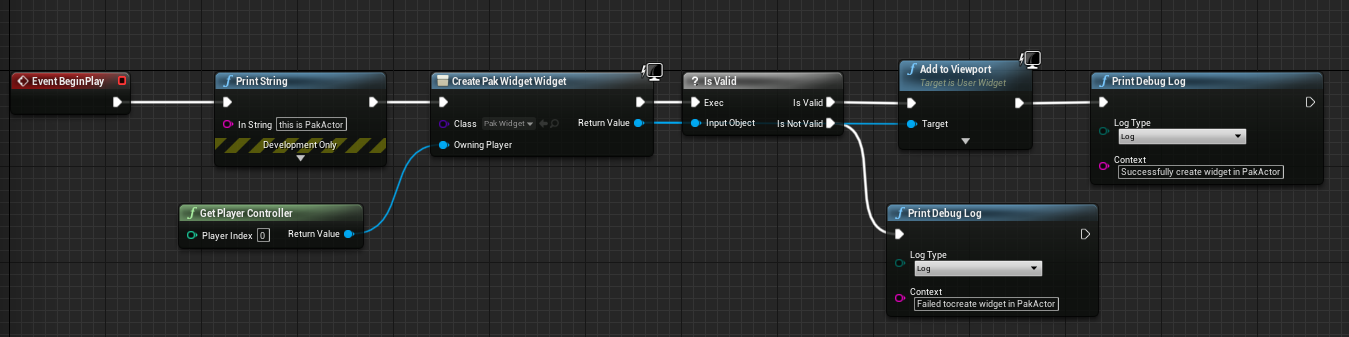 Event BeginPlay
Print String
In String this is PakActor
Development Only
Get Player Controller
Player Index 0 Return Value
Create Pak Widget Widget
Class Pak Widget Return Value
Owning Player
? Is Valid
Exec Is Valid
Input Object Is Not Valid
Add to Viewport
Target is User Widget
Target
Print Debug Log
Log Type
Log
Context
Successfully create widget in PakActor
Print Debug Log
Log Type
Log
Context
Failed tocreate widget in PakActor